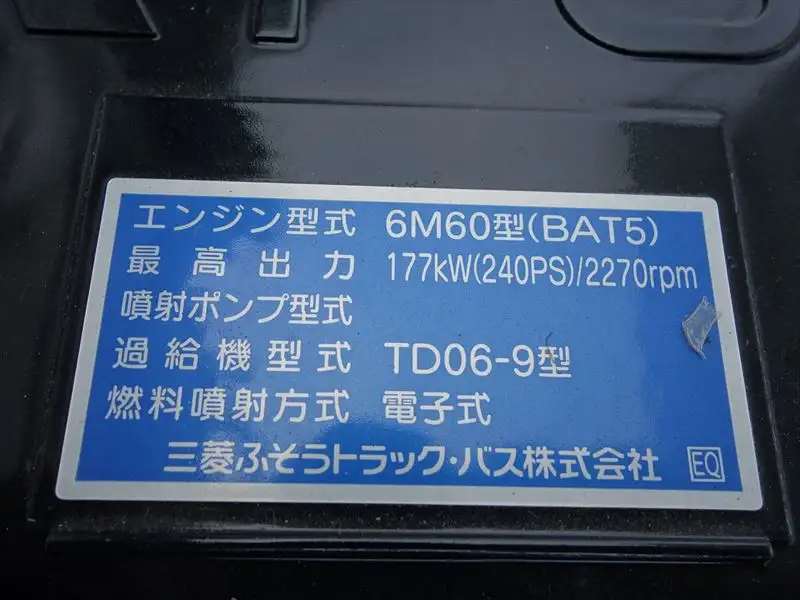 エンジン型式 6M60型(BAT5)
最高出力 177kW(240PS)/2270rpm
噴射ポンプ型式
過給機型式 TD06-9型
燃料噴射方式 電子式
三菱ふそうトラック・バス株式会社 EQ